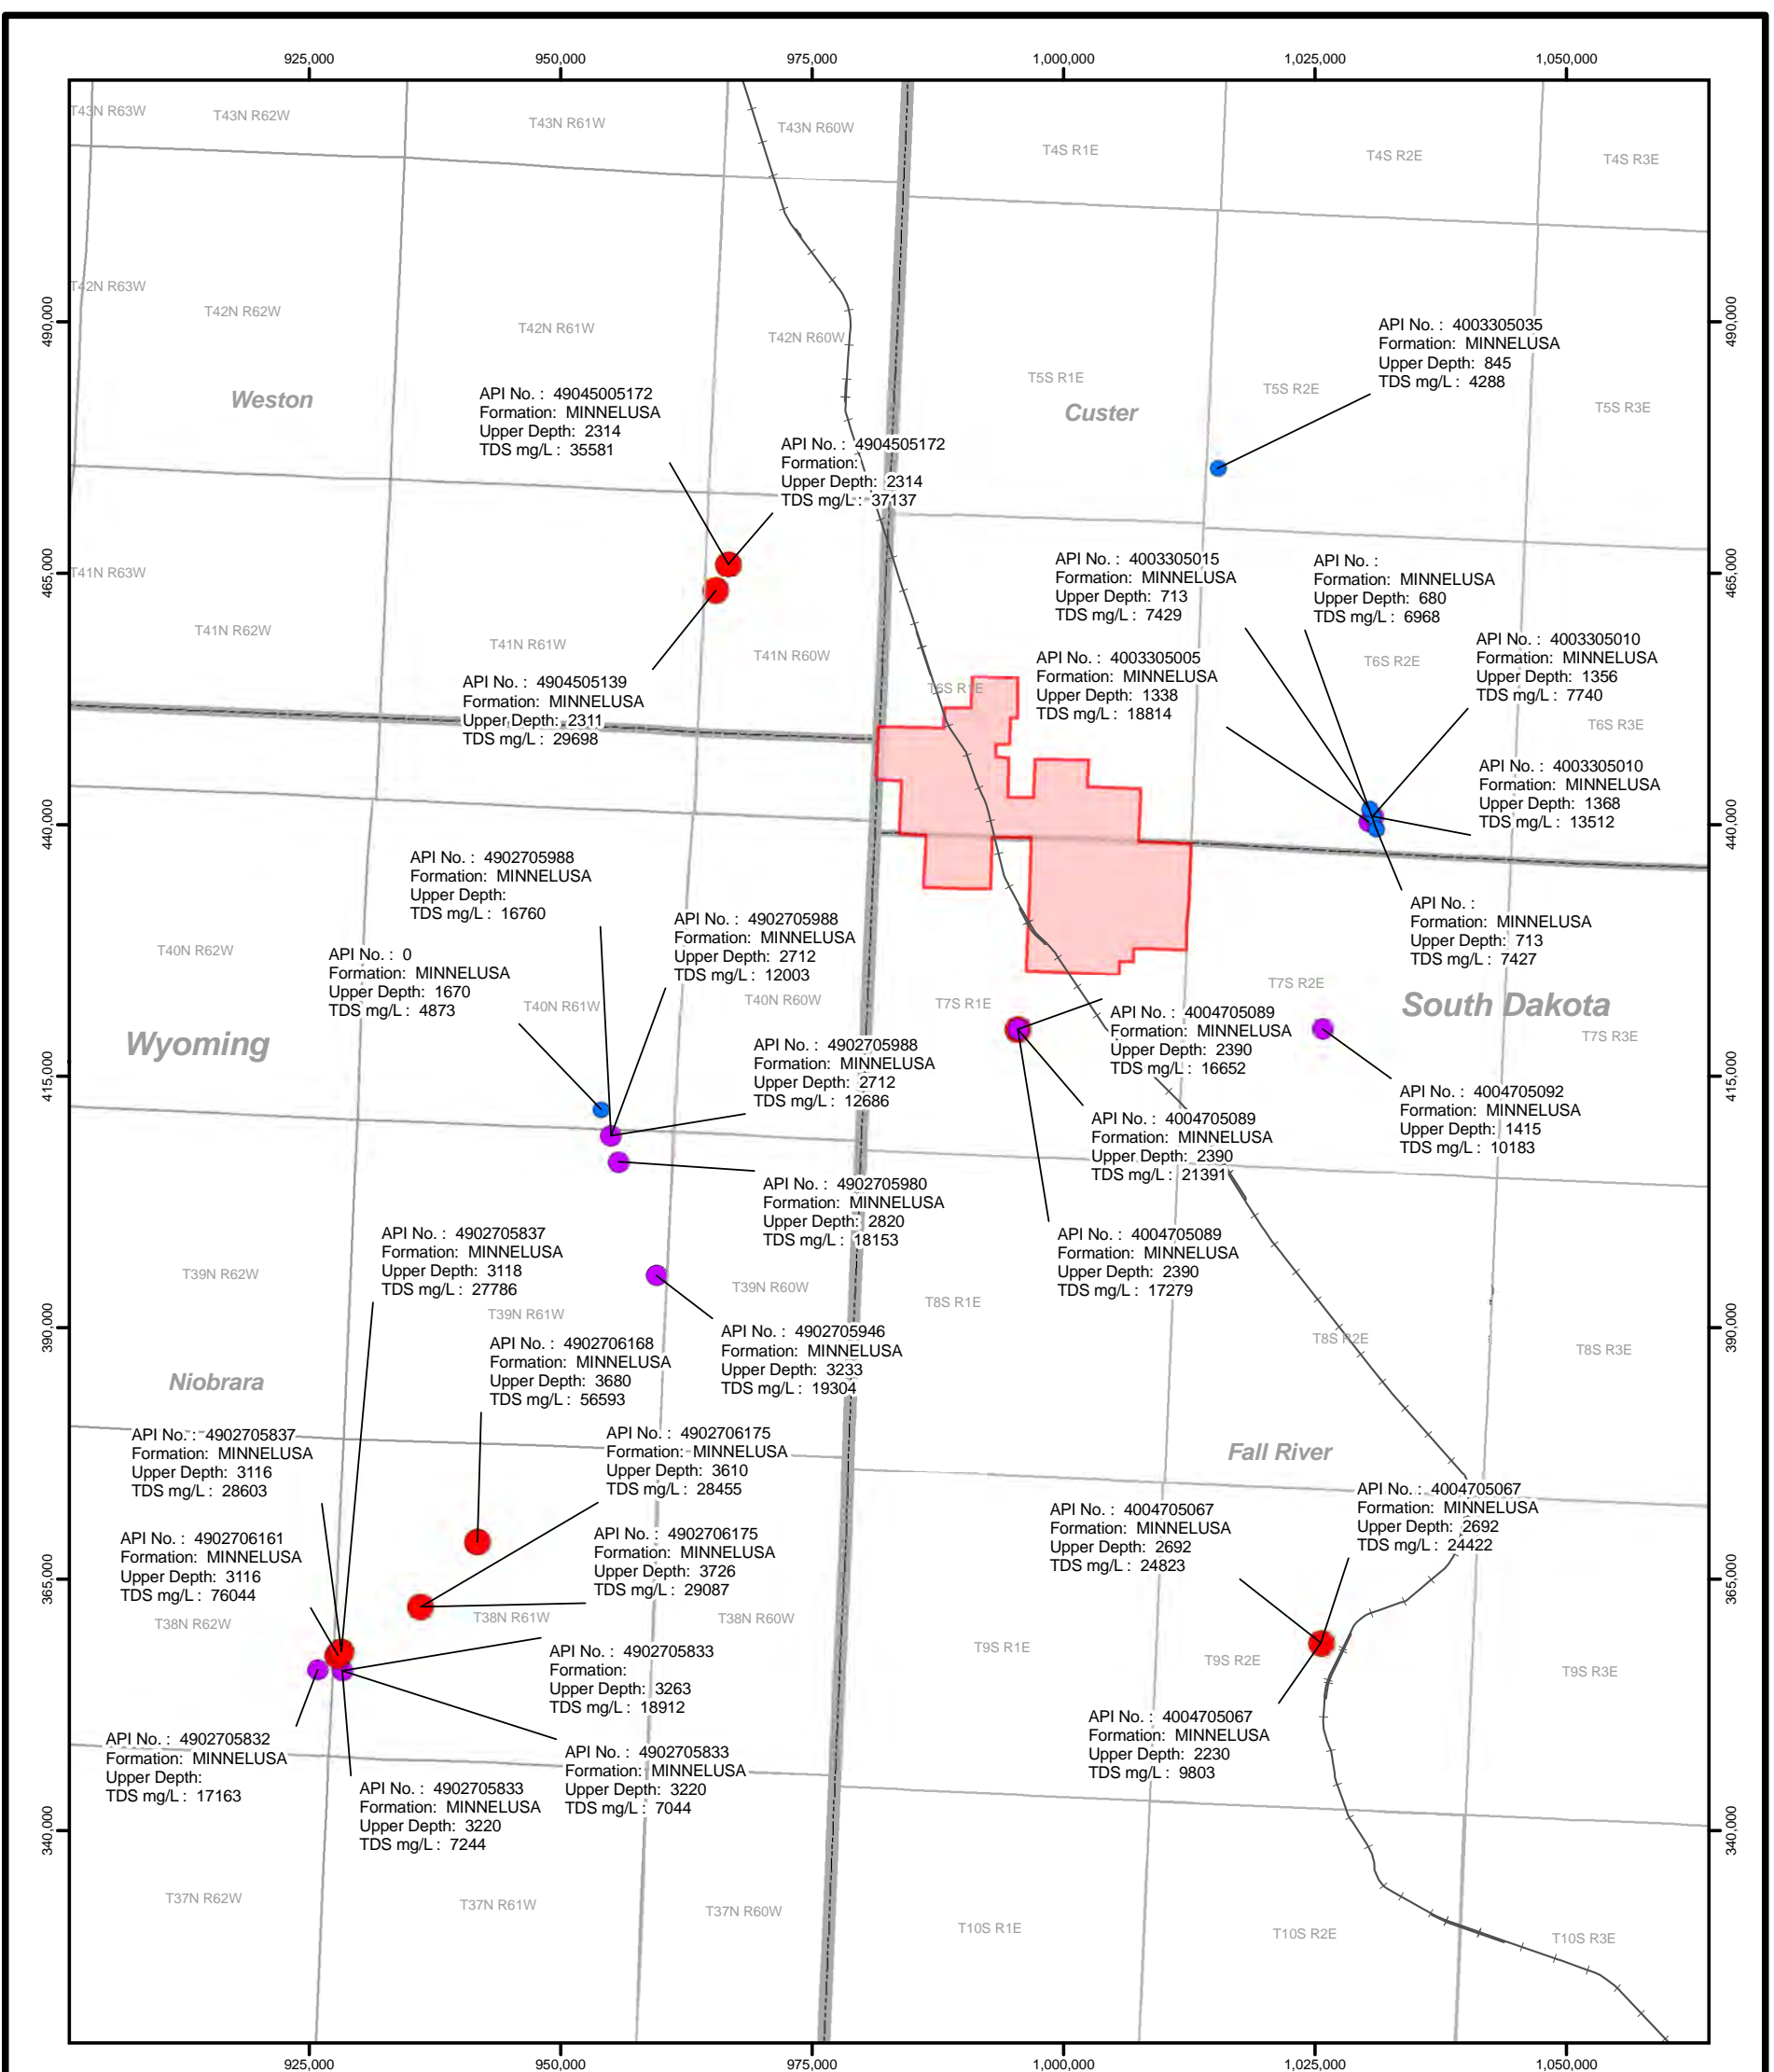 925,000
950,000
975,000
1,000,000
1,025,000
1,050,000
T43N R63W
T43N R62W
T43N R61W
T43N R60W
T4S R1E
T4S R2E
T4S R3E
T42N R63W
T42N R62W
T42N R61W
T42N R60W
T5S R1E
T5S R2E
T5S R3E
490,000
490,000
Weston
Custer
API No. : 4003305035
Formation: MINNELUSA
Upper Depth: 845
TDS mg/L : 4288
API No. : 49045005172
Formation: MINNELUSA
Upper Depth: 2314
TDS mg/L : 35581
API No. : 4904505172
Formation:
Upper Depth: 2314
TDS mg/L : 37137
465,000
465,000
T41N R63W
T41N R62W
T41N R61W
T41N R60W
T6S R1E
T6S R2E
T6S R3E
API No. : 4003305015
Formation: MINNELUSA
Upper Depth: 713
TDS mg/L : 7429
API No. :
Formation: MINNELUSA
Upper Depth: 680
TDS mg/L : 6968
API No. : 4003305010
Formation: MINNELUSA
Upper Depth: 1356
TDS mg/L : 7740
API No. : 4003305005
Formation: MINNELUSA
Upper Depth: 1338
TDS mg/L : 18814
API No. : 4904505139
Formation: MINNELUSA
Upper Depth: 2311
TDS mg/L : 29698
API No. : 4003305010
Formation: MINNELUSA
Upper Depth: 1368
TDS mg/L : 13512
440,000
440,000
API No. : 4902705988
Formation: MINNELUSA
Upper Depth:
TDS mg/L : 16760
API No. : 4902705988
Formation: MINNELUSA
Upper Depth: 2712
TDS mg/L : 12003
API No. :
Formation: MINNELUSA
Upper Depth: 713
TDS mg/L : 7427
API No. : 0
Formation: MINNELUSA
Upper Depth: 1670
TDS mg/L : 4873
T40N R62W
T40N R61W
T40N R60W
T7S R1E
T7S R2E
T7S R3E
Wyoming
South Dakota
API No. : 4004705089
Formation: MINNELUSA
Upper Depth: 2390
TDS mg/L : 16652
API No. : 4902705988
Formation: MINNELUSA
Upper Depth: 2712
TDS mg/L : 12686
415,000
415,000
API No. : 4004705092
Formation: MINNELUSA
Upper Depth: 1415
TDS mg/L : 10183
API No. : 4004705089
Formation: MINNELUSA
Upper Depth: 2390
TDS mg/L : 21391
API No. : 4902705980
Formation: MINNELUSA
Upper Depth: 2820
TDS mg/L : 18153
API No. : 4902705837
Formation: MINNELUSA
Upper Depth: 3118
TDS mg/L : 27786
API No. : 4004705089
Formation: MINNELUSA
Upper Depth: 2390
TDS mg/L : 17279
T39N R62W
T39N R61W
T39N R60W
T8S R1E
T8S R2E
T8S R3E
390,000
390,000
API No. : 4902705946
Formation: MINNELUSA
Upper Depth: 3233
TDS mg/L : 19304
API No. : 4902706168
Formation: MINNELUSA
Upper Depth: 3680
TDS mg/L : 56593
Niobrara
Fall River
API No. : 4902705837
Formation: MINNELUSA
Upper Depth: 3116
TDS mg/L : 28603
API No. : 4902706175
Formation: MINNELUSA
Upper Depth: 3610
TDS mg/L : 28455
API No. : 4004705067
Formation: MINNELUSA
Upper Depth: 2692
TDS mg/L : 24823
API No. : 4004705067
Formation: MINNELUSA
Upper Depth: 2692
TDS mg/L : 24422
API No. : 4902706161
Formation: MINNELUSA
Upper Depth: 3116
TDS mg/L : 76044
API No. : 4902706175
Formation: MINNELUSA
Upper Depth: 3726
TDS mg/L : 29087
365,000
365,000
T38N R62W
T38N R61W
T38N R60W
T9S R1E
T9S R2E
T9S R3E
API No. : 4902705833
Formation:
Upper Depth: 3263
TDS mg/L : 18912
API No. : 4004705067
Formation: MINNELUSA
Upper Depth: 2230
TDS mg/L : 9803
API No. : 4902705832
Formation: MINNELUSA
Upper Depth:
TDS mg/L : 17163
API No. : 4902705833
Formation: MINNELUSA
Upper Depth: 3220
TDS mg/L : 7044
API No. : 4902705833
Formation: MINNELUSA
Upper Depth: 3220
TDS mg/L : 7244
340,000
340,000
T37N R62W
T37N R61W
T37N R60W
T10S R1E
T10S R2E
T10S R3E
925,000
950,000
975,000
1,000,000
1,025,000
1,050,000